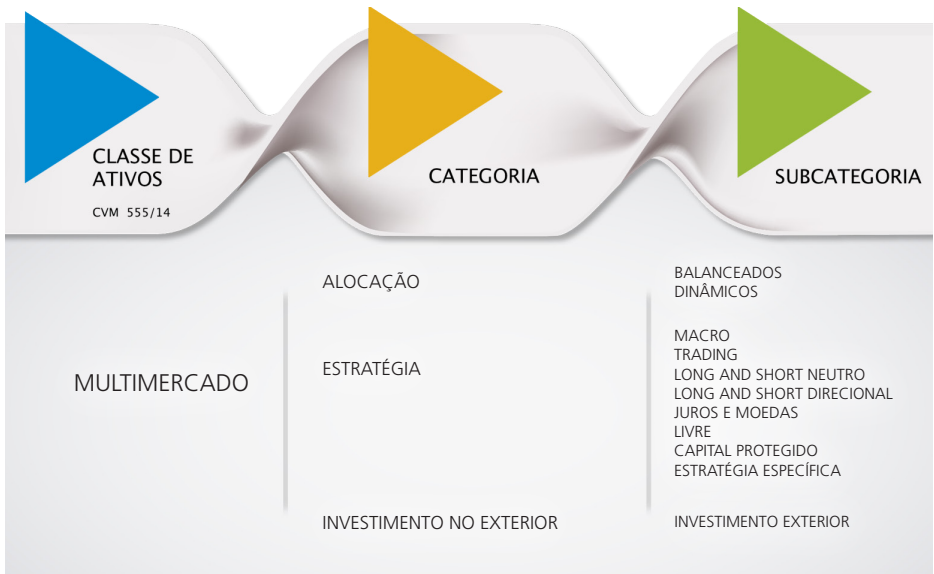 CLASSE DE
ATIVOS
CVM 555/14
CATEGORIA
SUBCATEGORIA
MULTIMERCADO
ALOCAÇÃO
BALANCEADOS
DINÂMICOS
ESTRATÉGIA
MACRO
TRADING
LONG AND SHORT NEUTRO
LONG AND SHORT DIRECIONAL
JUROS E MOEDAS
LIVRE
CAPITAL PROTEGIDO
ESTRATÉGIA ESPECÍFICA
INVESTIMENTO NO EXTERIOR
INVESTIMENTO EXTERIOR